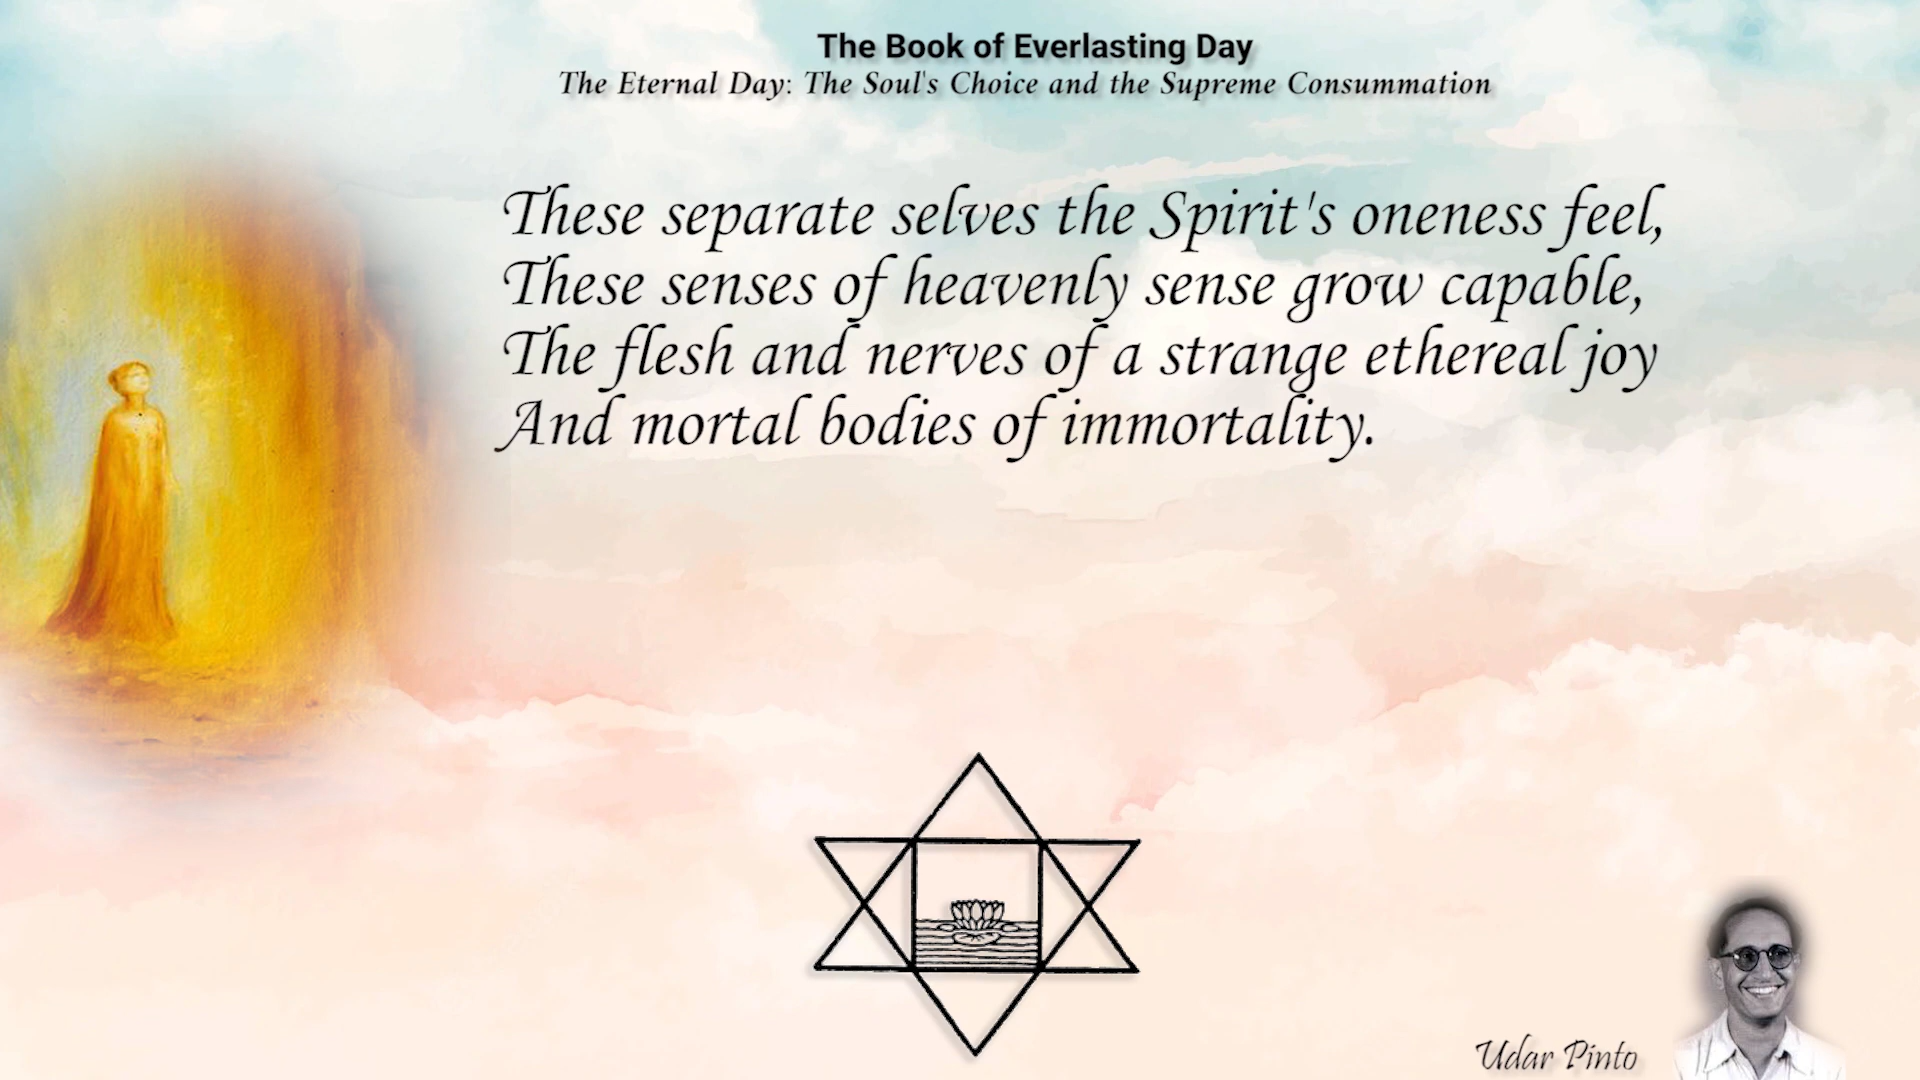 The Book of Everlasting Day
The Eternal Day: The Soul's Choice and the Supreme Consummation
These separate selves the Spirit's oneness feel,
These senses of heavenly sense grow capable,
The flesh and nerves of a strange ethereal joy
And mortal bodies of immortality.
Udar Pinto